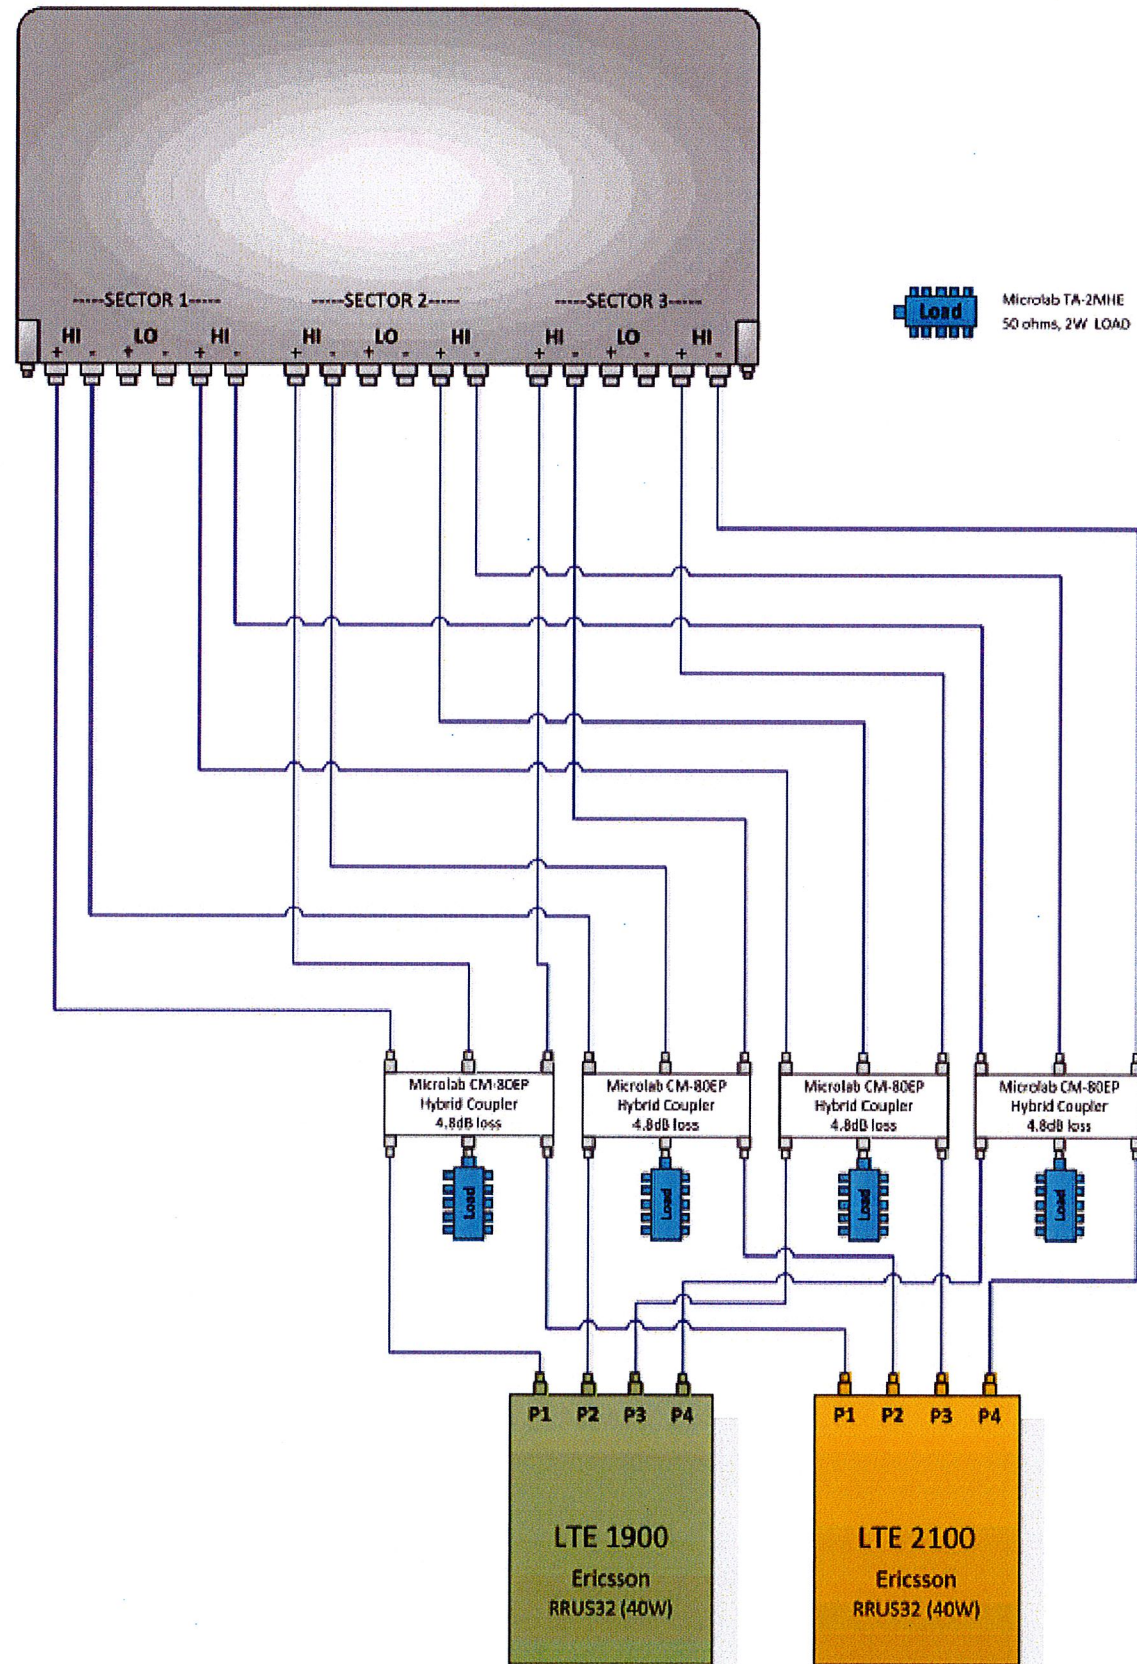 -----SECTOR 1----- -----SECTOR 2----- -----SECTOR 3-----
HI LO HI HI LO HI HI LO HI
+ - + - + - + - + - + - + - + - + -
Load
Microlab TA-2MHE
50 ohms, 2W LOAD
Microlab CM-80EP
Hybrid Coupler
4.8dB loss
Microlab CM-80EP
Hybrid Coupler
4.8dB loss
Microlab CM-80EP
Hybrid Coupler
4.8dB loss
Microlab CM-80EP
Hybrid Coupler
4.8dB loss
Load
Load
Load
Load
P1 P2 P3 P4
LTE 1900
Ericsson
RRUS32 (40W)
P1 P2 P3 P4
LTE 2100
Ericsson
RRUS32 (40W)